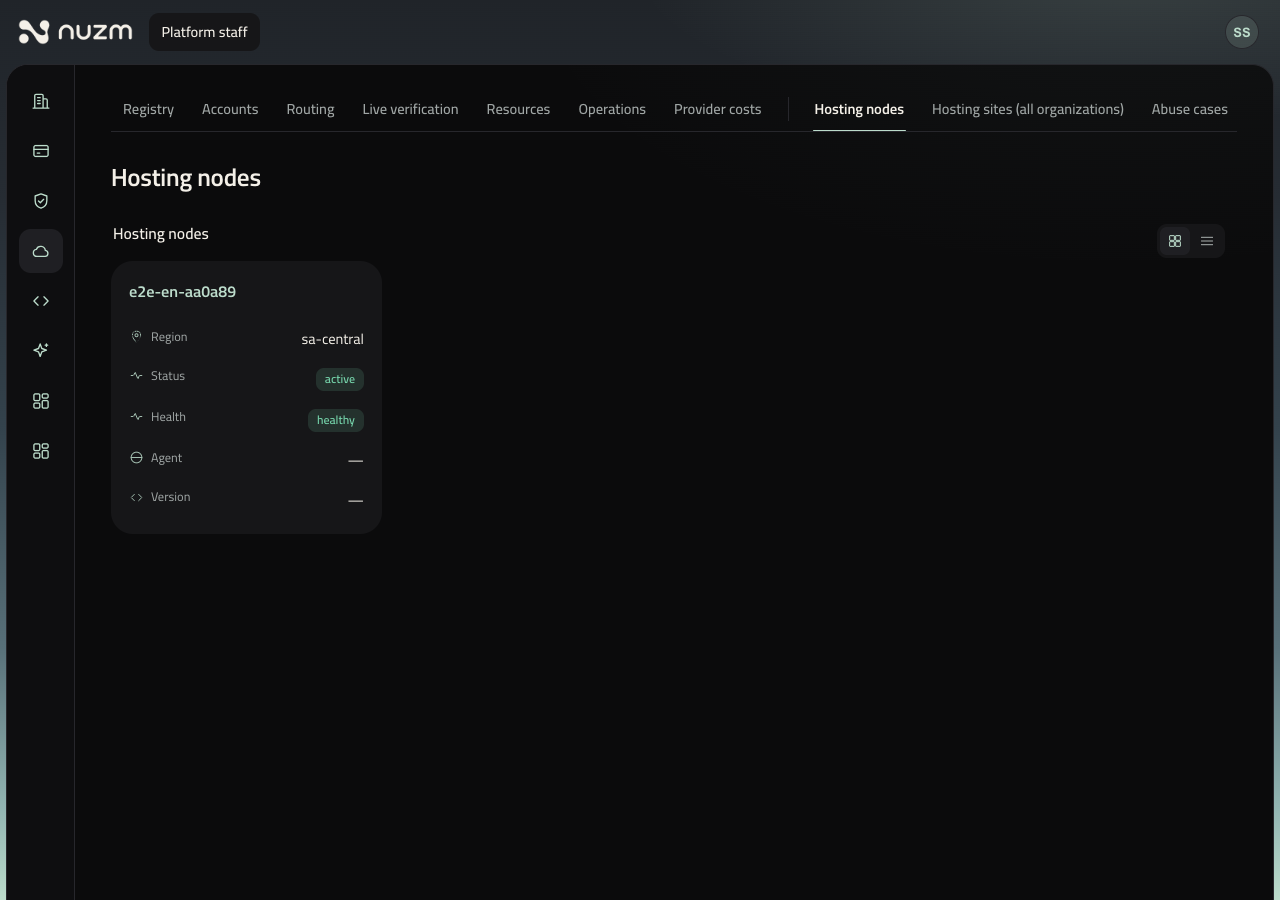 nuzm
Platform staff
SS
Registry
Accounts
Routing
Live verification
Resources
Operations
Provider costs
Hosting nodes
Hosting sites (all organizations)
Abuse cases
Hosting nodes
Hosting nodes
e2e-en-aa0a89
Region sa-central
Status active
Health healthy
Agent —
Version —